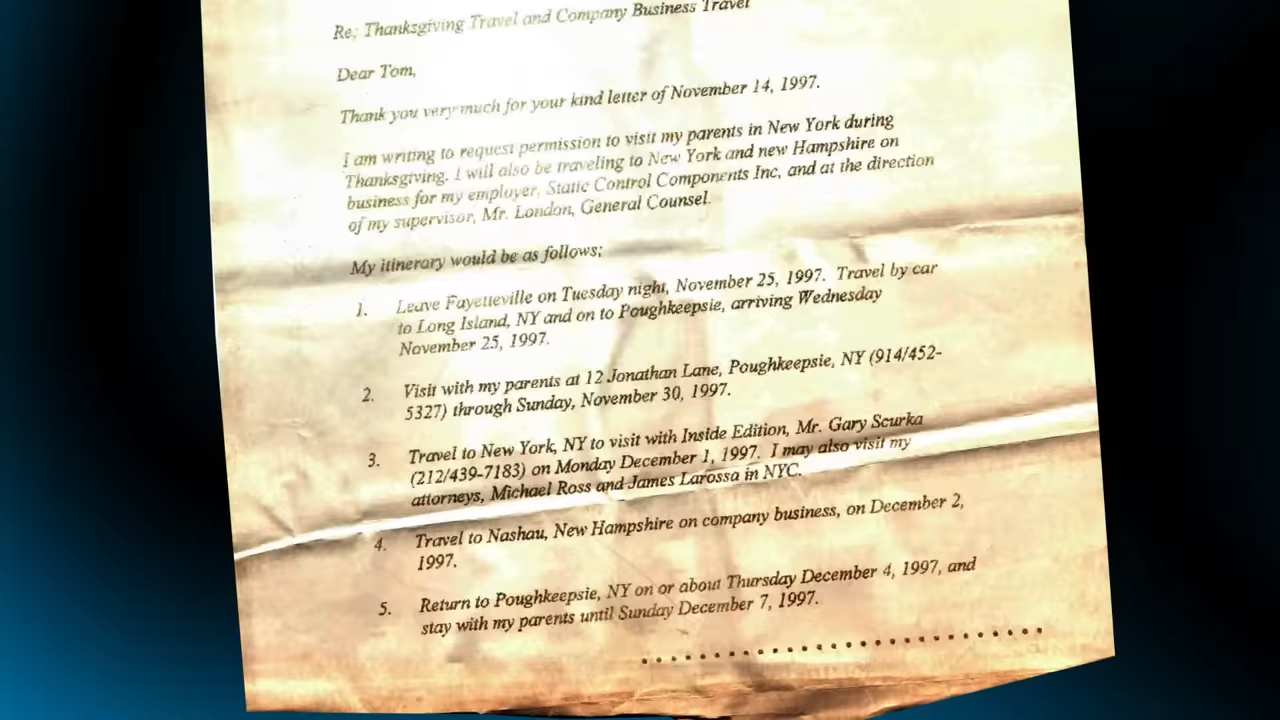 Re; Thanksgiving Travel and Company Business Travel
Dear Tom,
Thank you very much for your kind letter of November 14, 1997.
I am writing to request permission to visit my parents in New York during
Thanksgiving. I will also be traveling to New York and new Hampshire on
business for my employer, Static Control Components Inc, and at the direction
of my supervisor, Mr. London, General Counsel.
My itinerary would be as follows;
1. Leave Fayetteville on Tuesday night, November 25, 1997. Travel by car
to Long Island, NY and on to Poughkeepsie, arriving Wednesday
November 25, 1997.
2. Visit with my parents at 12 Jonathan Lane, Poughkeepsie, NY (914/452-
5327) through Sunday, November 30, 1997.
3. Travel to New York, NY to visit with Inside Edition, Mr. Gary Scurka
(212/439-7183) on Monday December 1, 1997. I may also visit my
attorneys, Michael Ross and James Larossa in NYC.
4. Travel to Nashau, New Hampshire on company business, on December 2,
1997.
5. Return to Poughkeepsie, NY on or about Thursday December 4, 1997, and
stay with my parents until Sunday December 7, 1997.